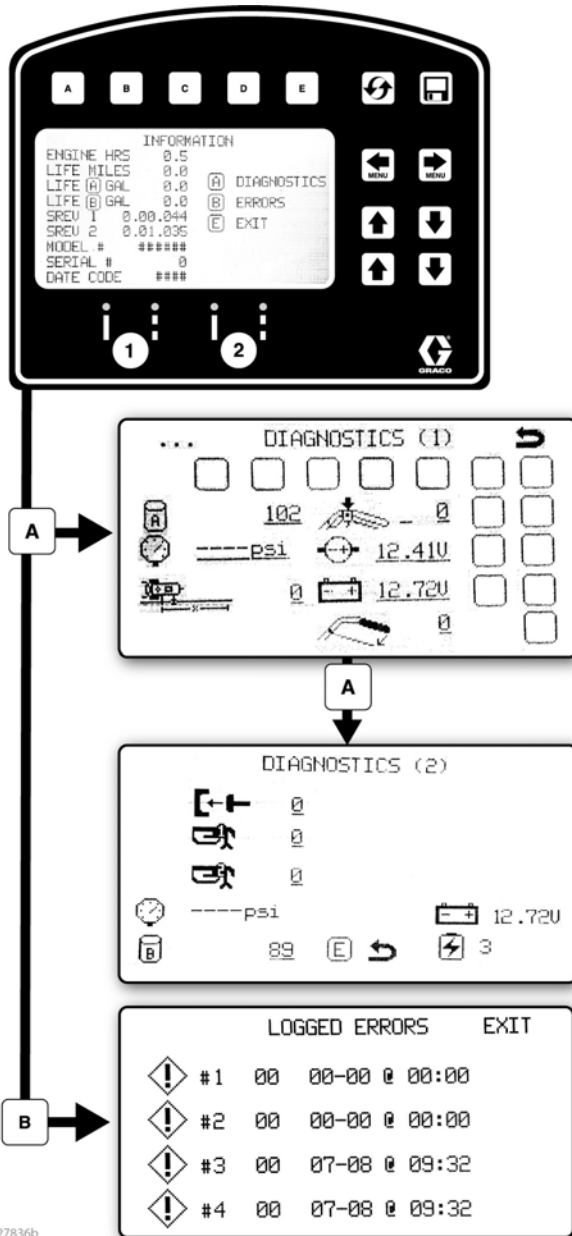 A B C D E
INFORMATION
ENGINE HRS 0.5
LIFE MILES 0.0
LIFE A GAL 0.0
LIFE B GAL 0.0
SREV 1 0.00.044
SREV 2 0.01.035
MODEL # ######
SERIAL # 0
DATE CODE ####
A DIAGNOSTICS
B ERRORS
E EXIT
MENU MENU
1 2
GRACO
A
... DIAGNOSTICS (1)
A 102 0
----psi 12.41V
x 0 12.72V
0
A
DIAGNOSTICS (2)
0
1 0
2 0
----psi 12.72V
B 89 E 3
B
LOGGED ERRORS EXIT
#1 00 00-00 @ 00:00
#2 00 00-00 @ 00:00
#3 00 07-08 @ 09:32
#4 00 07-08 @ 09:32
27836b